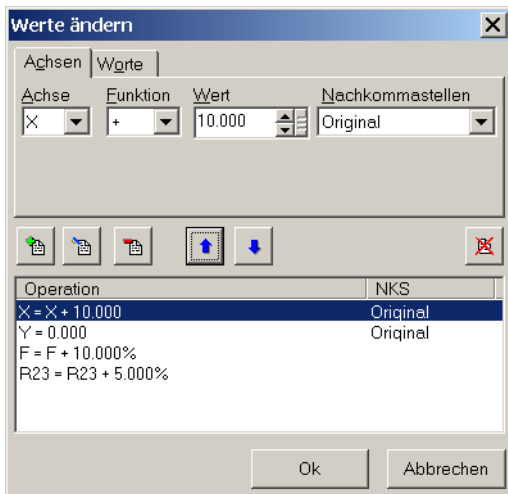 Werte ändern
Achsen Worte
Achse Funktion Wert Nachkommastellen
X + 10.000 Original
Operation NKS
X = X + 10.000 Original
Y = 0.000 Original
F = F + 10.000%
R23 = R23 + 5.000%
Ok Abbrechen